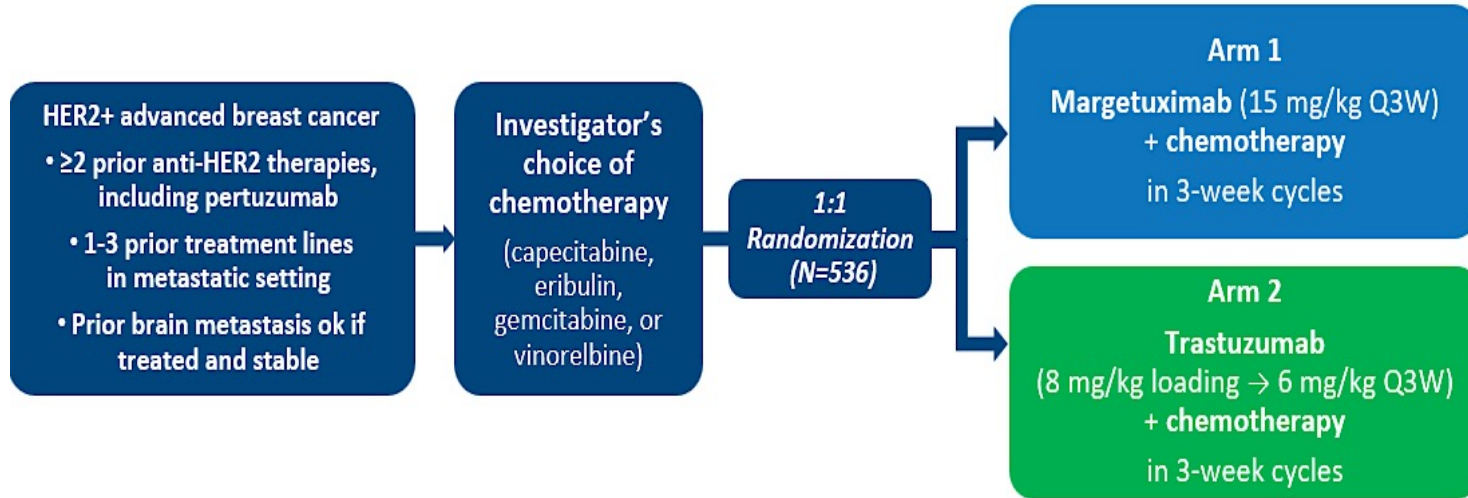 HER2+ advanced breast cancer
• ≥2 prior anti-HER2 therapies,
including pertuzumab
• 1-3 prior treatment lines
in metastatic setting
• Prior brain metastasis ok if
treated and stable
Investigator's
choice of
chemotherapy
(capecitabine,
eribulin,
gemcitabine, or
vinorelbine)
1:1
Randomization
(N=536)
Arm 1
Margetuximab (15 mg/kg Q3W)
+ chemotherapy
in 3-week cycles
Arm 2
Trastuzumab
(8 mg/kg loading → 6 mg/kg Q3W)
+ chemotherapy
in 3-week cycles